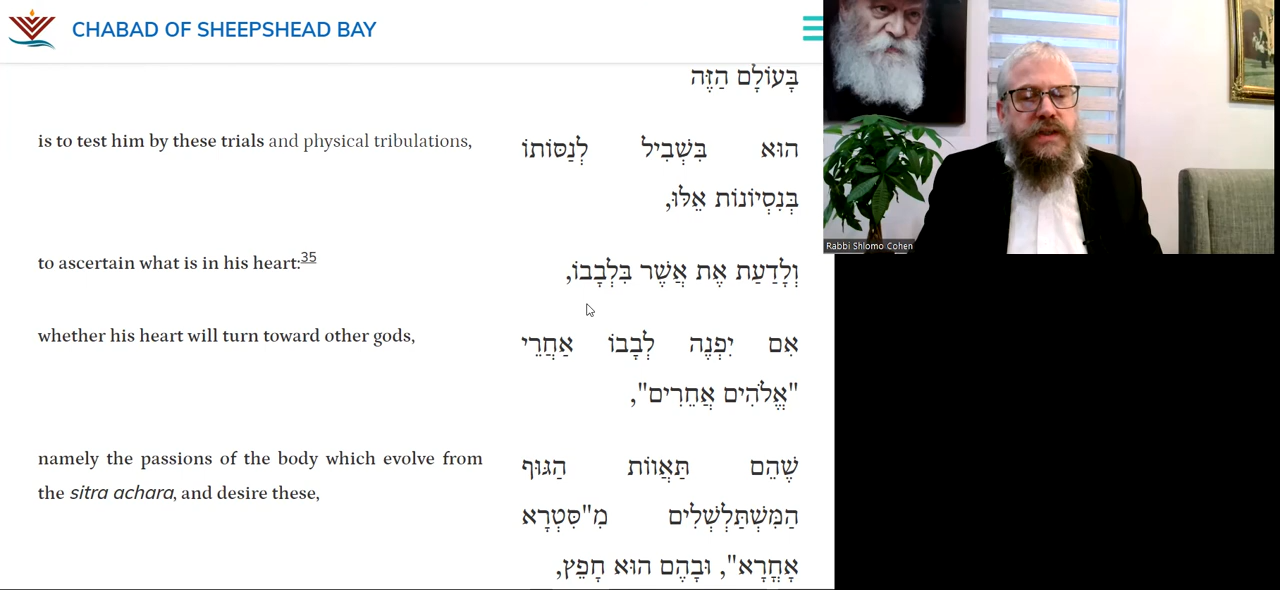 CHABAD OF SHEEPSHEAD BAY
בָּעוֹלָם הַזֶּה
is to test him by these trials and physical tribulations,
הוּא בִּשְׁבִיל לְנַסּוֹתוֹ
בְּנִסְיוֹנוֹת אֵלּוּ,
to ascertain what is in his heart:35
וְלָדַעַת אֶת אֲשֶׁר בִּלְבָבוֹ,
whether his heart will turn toward other gods,
אִם יִפְנֶה לְבָבוֹ אַחֲרֵי
"אֱלֹהִים אֲחֵרִים",
namely the passions of the body which evolve from
the sitra achara, and desire these,
שֶׁהֵם תַּאֲווֹת הַגּוּף
הַמִּשְׁתַּלְשְׁלִים מִ"סִּטְרָא
אָחֳרָא", וּבָהֶם הוּא חָפֵץ,
Rabbi Shlomo Cohen